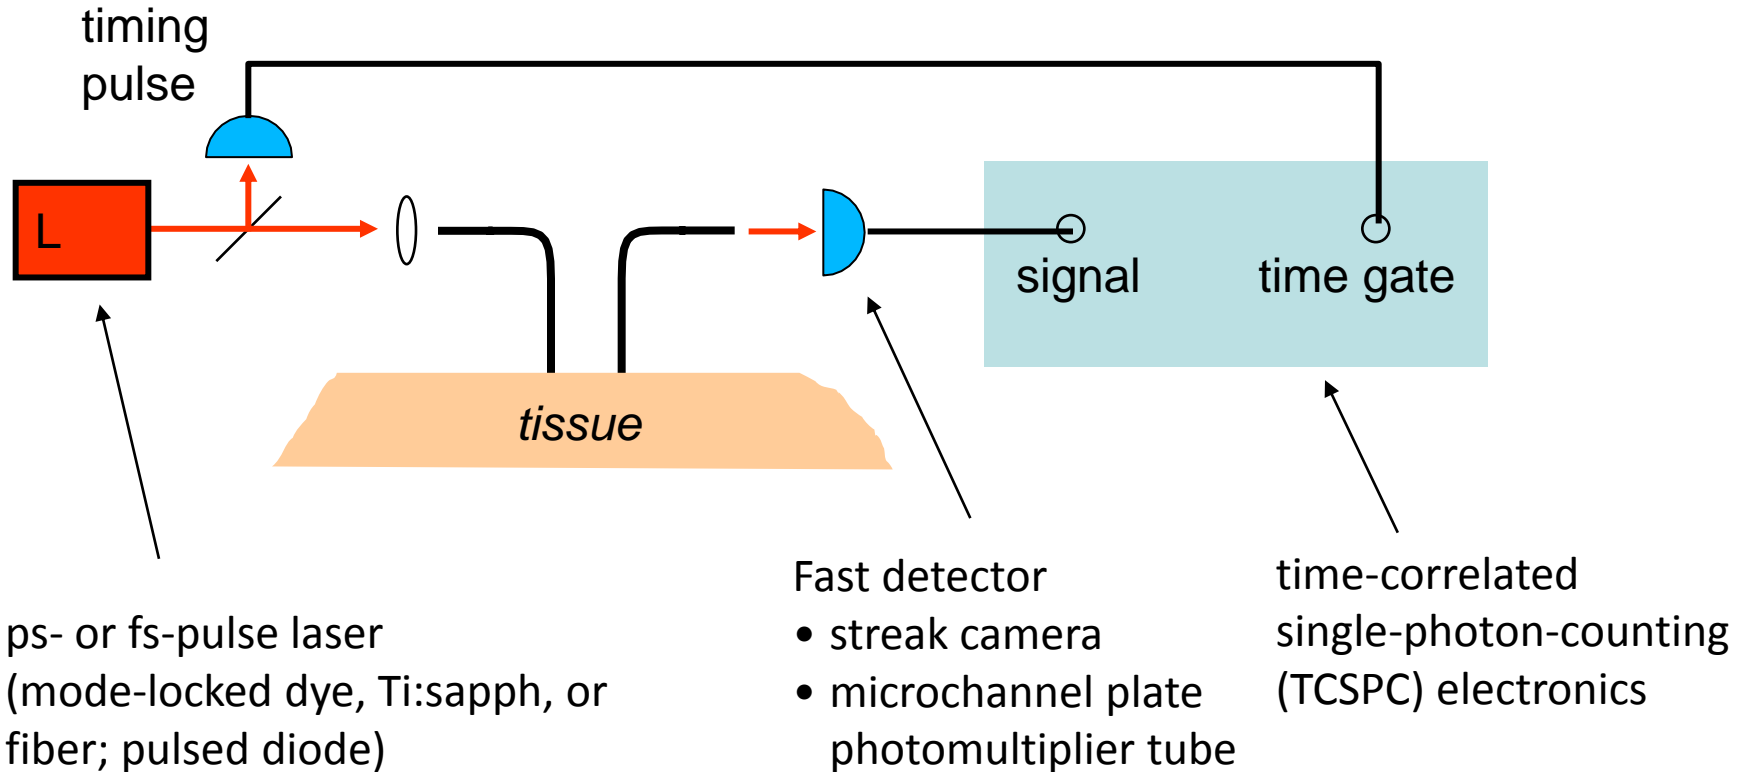 timing
pulse
L
signal
time gate
tissue
ps- or fs-pulse laser
(mode-locked dye, Ti:sapph, or
fiber; pulsed diode)
Fast detector
• streak camera
• microchannel plate
photomultiplier tube
time-correlated
single-photon-counting
(TCSPC) electronics